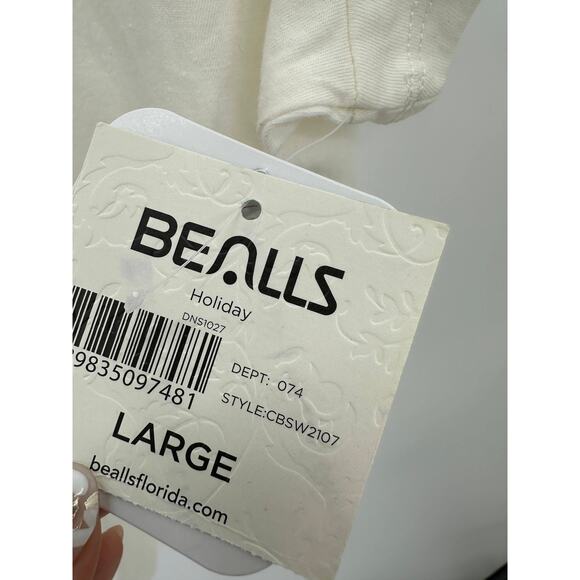 BEALLS
Holiday
DNS1027
9835097481
DEPT: 074
STYLE:CBSW2107
LARGE
beallsflorida.com